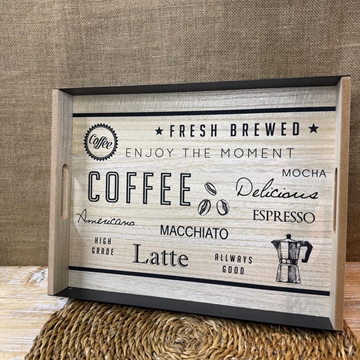 ★ FRESH BREWED ★
Coffee
ENJOY THE MOMENT
MOCHA
COFFEE
Delicious
Americano
ESPRESSO
MACCHIATO
HIGH
GRADE
Latte
ALLWAYS
GOOD